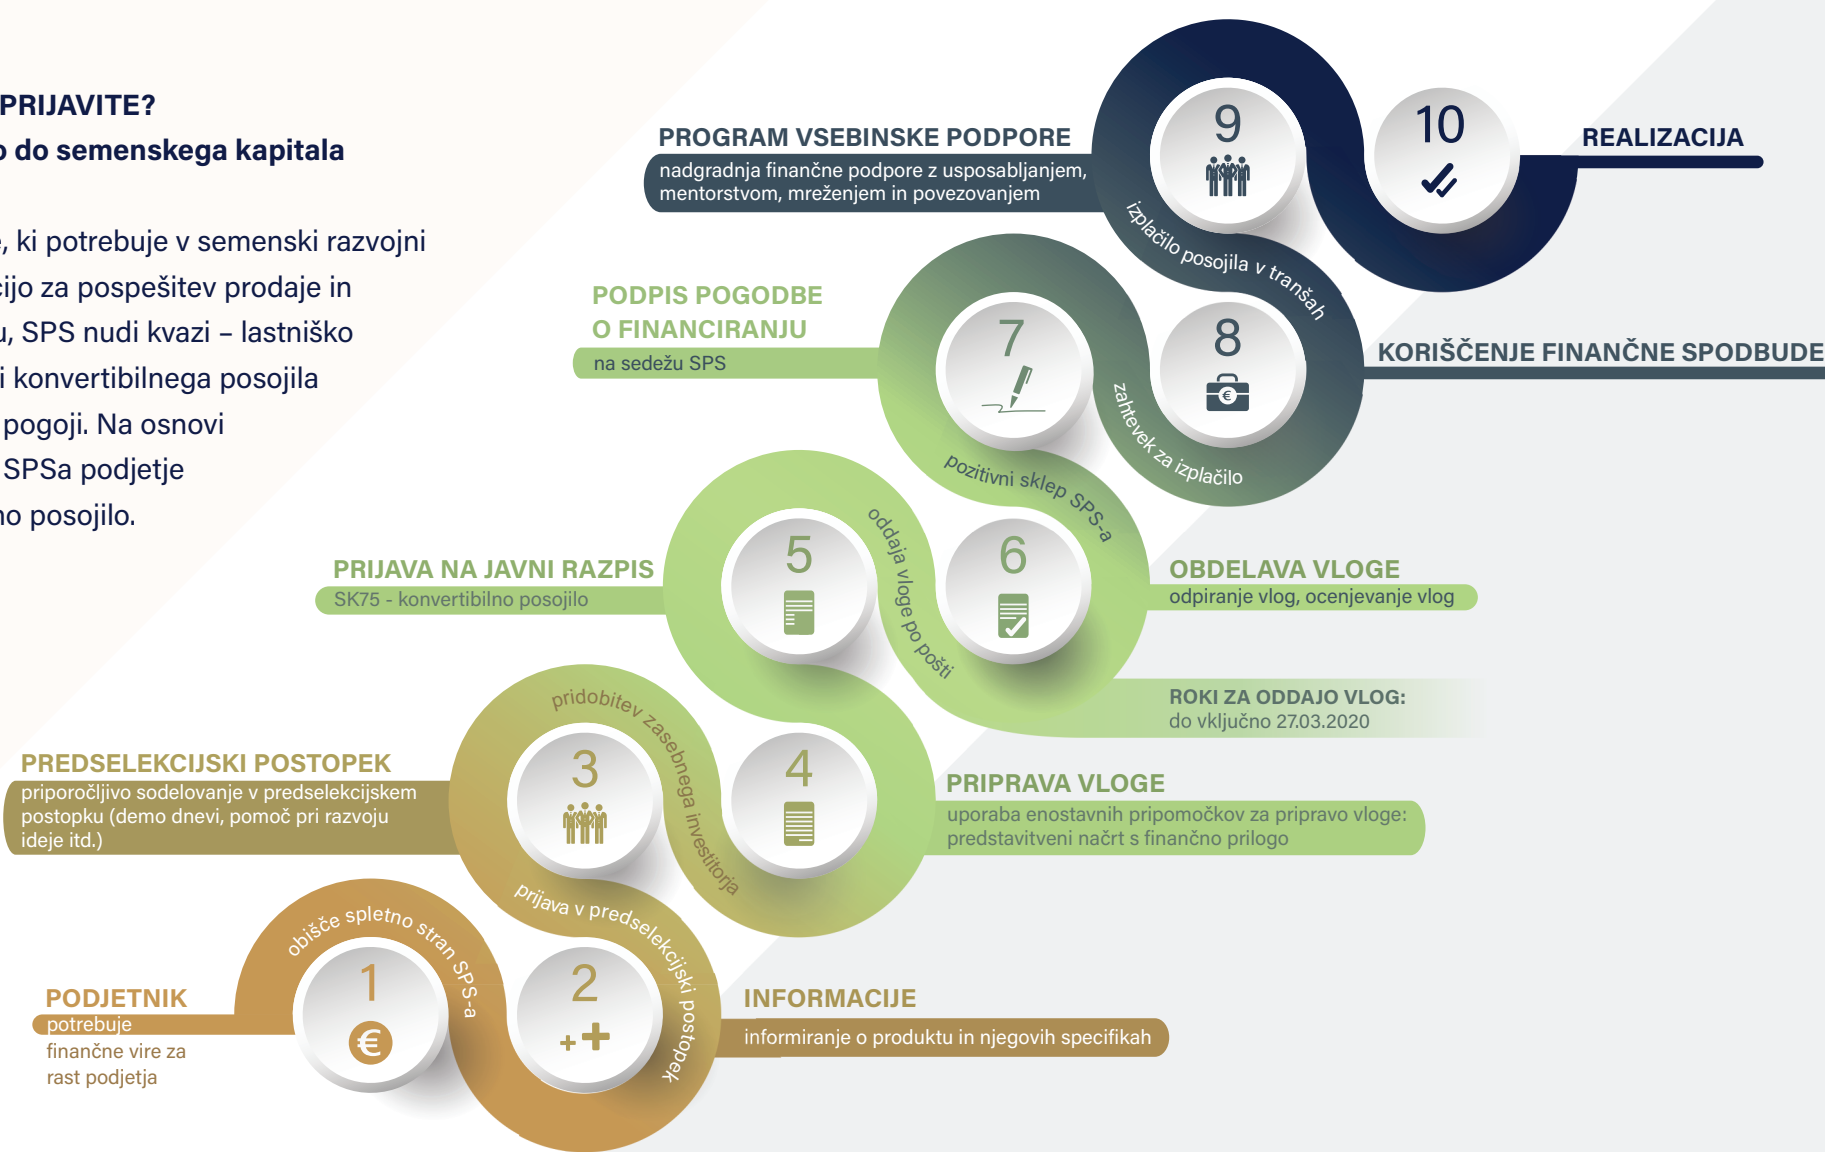 PRIJAVITE?
do semenskega kapitala
ki potrebuje v semenski razvojni
za pospešitev prodaje in
SPS nudi kvazi – lastniško
konvertibilnega posojila
pogoji. Na osnovi
SPSa podjetje
posojilo.
9
10
PROGRAM VSEBINSKE PODPORE
nadgradnja finančne podpore z usposabljanjem,
mentorstvom, mreženjem in povezovanjem
REALIZACIJA
izplačilo posojila v tranšah
PODPIS POGODBE
O FINANCIRANJU
na sedežu SPS
7
8
€
KORIŠČENJE FINANČNE SPODBUDE
zahtevek za izplačilo
pozitivni sklep SPS-a
5
6
oddaja vloge po pošti
PRIJAVA NA JAVNI RAZPIS
SK75 - konvertibilno posojilo
OBDELAVA VLOGE
odpiranje vlog, ocenjevanje vlog
ROKI ZA ODDAJO VLOG:
do vključno 27.03.2020
pridobitev zasebnega investitorja
3
4
PREDSELEKCIJSKI POSTOPEK
priporočljivo sodelovanje v predselekcijskem
postopku (demo dnevi, pomoč pri razvoju
ideje itd.)
PRIPRAVA VLOGE
uporaba enostavnih pripomočkov za pripravo vloge:
predstavitveni načrt s finančno prilogo
prijava v predselekcijski postopek
obišče spletno stran SPS-a
1
€
2
PODJETNIK
potrebuje
finančne vire za
rast podjetja
INFORMACIJE
informiranje o produktu in njegovih specifikah